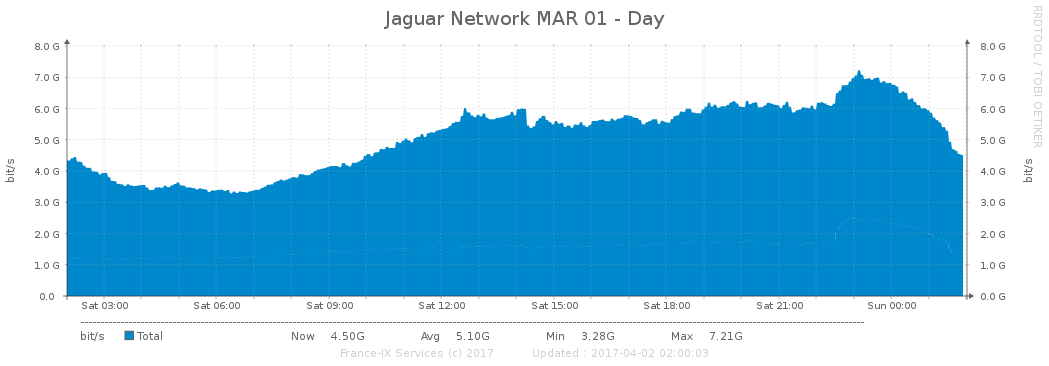 Jaguar Network MAR 01 - Day
RRDTOOL / TOBI OETIKER
bit/s
8.0 G 8.0 G
7.0 G 7.0 G
6.0 G 6.0 G
5.0 G 5.0 G
4.0 G 4.0 G
3.0 G 3.0 G
2.0 G 2.0 G
1.0 G 1.0 G
0.0 0.0 G
bit/s
Sat 03:00 Sat 06:00 Sat 09:00 Sat 12:00 Sat 15:00 Sat 18:00 Sat 21:00 Sun 00:00
bit/s Total Now 4.50G Avg 5.10G Min 3.28G Max 7.21G
France-IX Services (c) 2017 Updated : 2017-04-02 02:00:03